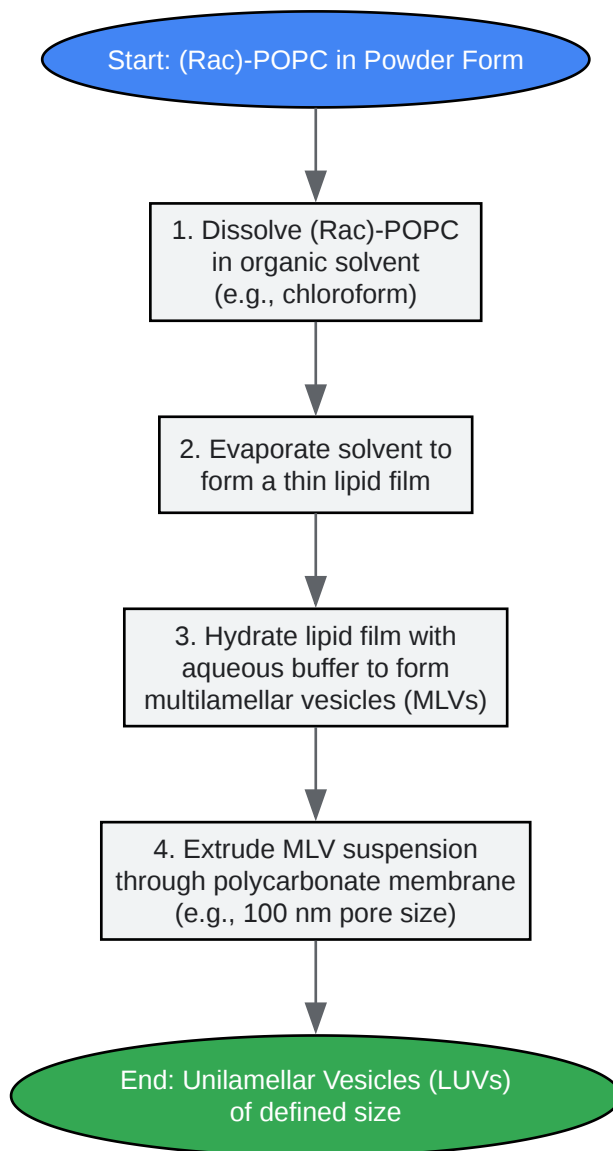 Start: (Rac)-POPC in Powder Form
1. Dissolve (Rac)-POPC
in organic solvent
(e.g., chloroform)
2. Evaporate solvent to
form a thin lipid film
3. Hydrate lipid film with
aqueous buffer to form
multilamellar vesicles (MLVs)
4. Extrude MLV suspension
through polycarbonate membrane
(e.g., 100 nm pore size)
End: Unilamellar Vesicles (LUVs)
of defined size